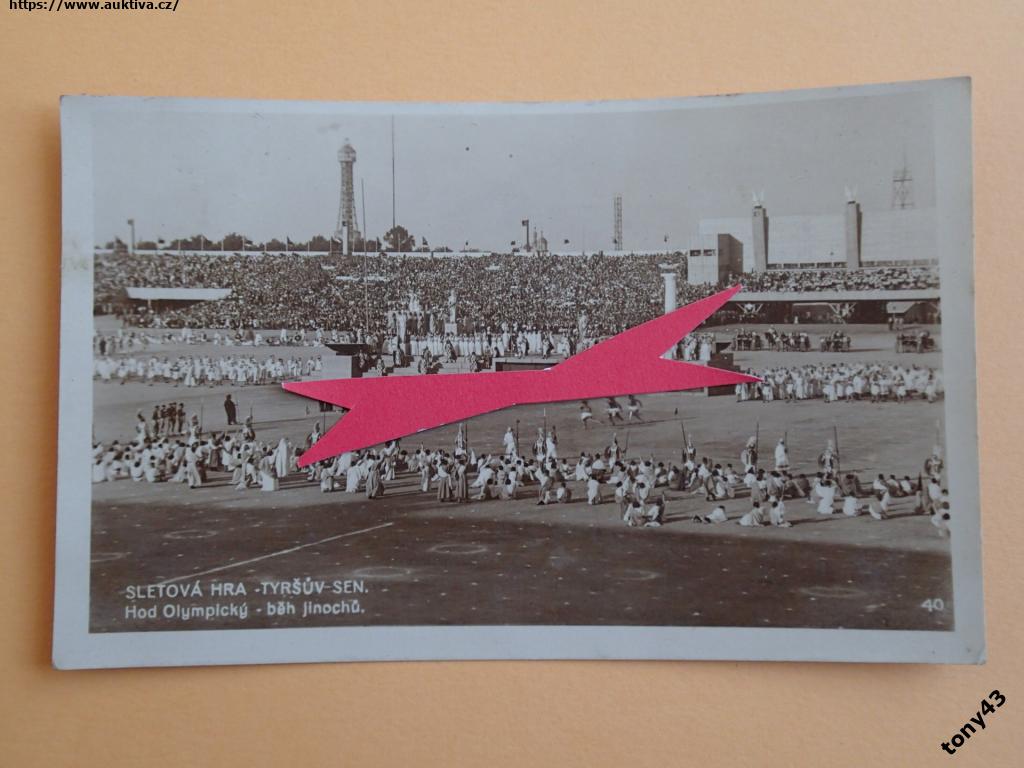 https://www.auktiva.cz/
SLETOVÁ HRA - TYRŠŮV SEN.
Hod Olympický - běh jinochů.
40
tony43